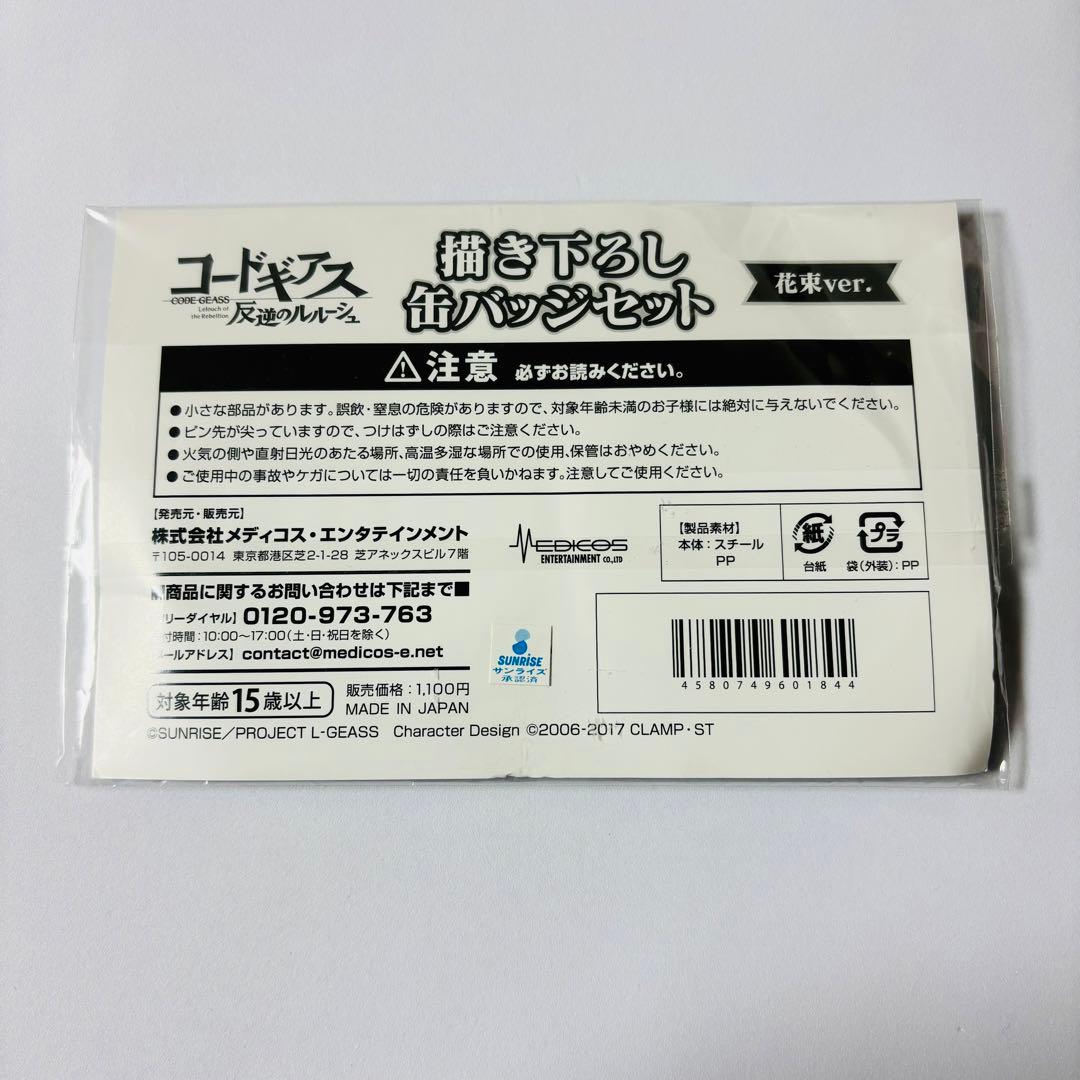 コードギアス
CODE GEASS
Lelouch of
the Rebellion
反逆のルルーシュ
描き下ろし
缶バッジセット
花束ver.
注意 必ずお読みください。
●小さな部品があります。誤飲・窒息の危険がありますので、対象年齢未満のお子様には絶対に与えないでください。
●ピン先が尖っていますので、つけはずしの際はご注意ください。
●火気の側や直射日光のあたる場所、高温多湿な場所での使用、保管はおやめください。
●ご使用中の事故やケガについては一切の責任を負いかねます。注意してご使用ください。
【発売元・販売元】
株式会社メディコス・エンタテインメント
〒105-0014 東京都港区芝2-1-28 芝アネックスビル7階
■商品に関するお問い合わせは下記まで■
リーダイヤル】0120-973-763
付時間：10:00〜17:00（土・日・祝日を除く）
ールアドレス】contact@medicos-e.net
対象年齢15歳以上
販売価格：1,100円
MADE IN JAPAN
MEDICOS
ENTERTAINMENT CO.,LTD
【製品素材】
本体：スチール
PP
紙
台紙
プラ
袋（外装）：PP
SUNRISE
サンライズ
承認済
4580749601844
©SUNRISE／PROJECT L-GEASS Character Design ©2006-2017 CLAMP・ST